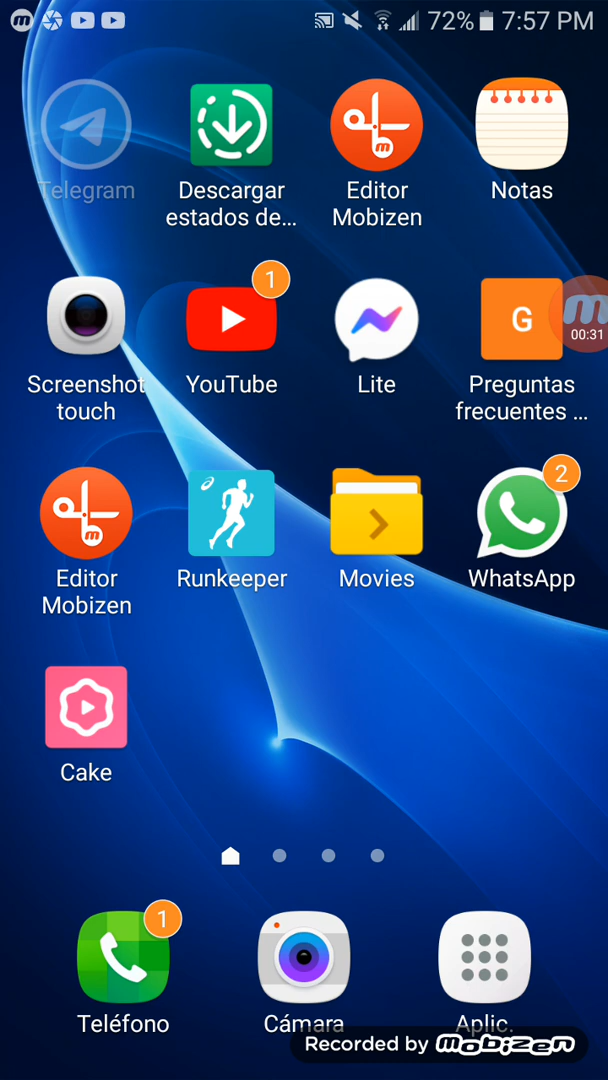 72% 7:57 PM
Telegram
Descargar
estados de...
Editor
Mobizen
Notas
1
Screenshot
touch
YouTube
Lite
G
Preguntas
frecuentes ...
00:31
Editor
Mobizen
Runkeeper
Movies
2
WhatsApp
Cake
1
Teléfono
Cámara
Aplic.
Recorded by mobizen